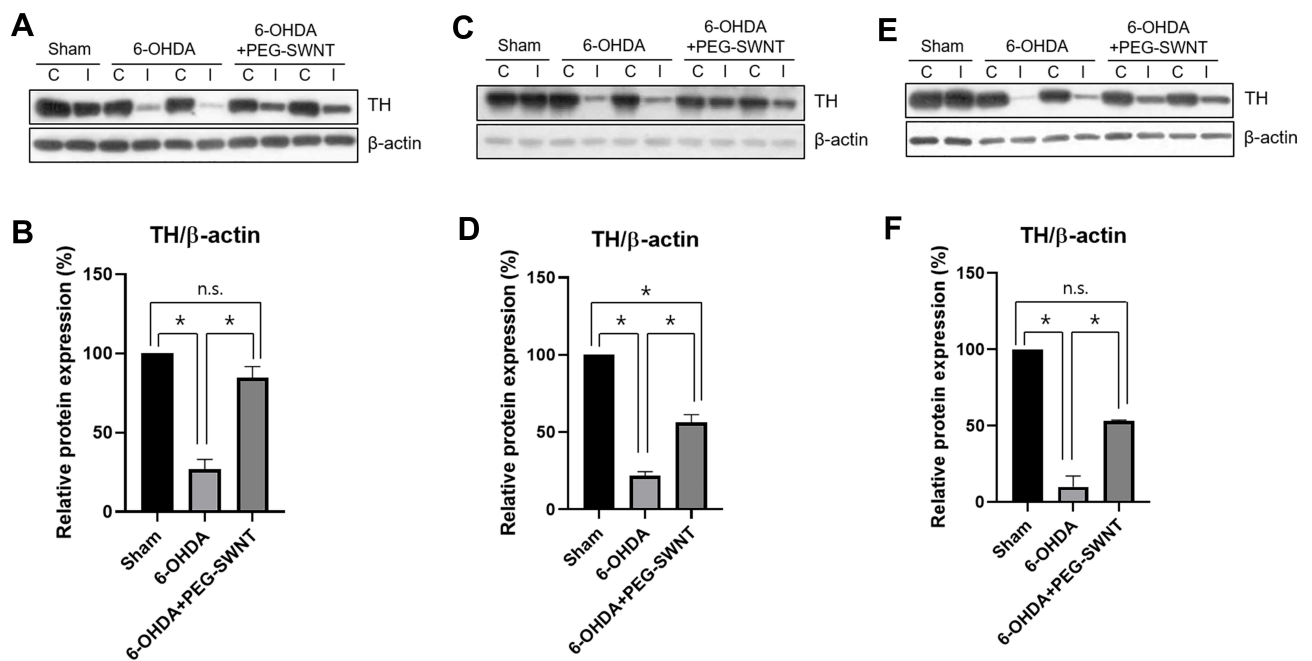 A
Sham
6-OHDA
6-OHDA
+PEG-SWNT
C I C I C I C I C I
TH
β-actin
C
Sham
6-OHDA
6-OHDA
+PEG-SWNT
C I C I C I C I C I
TH
β-actin
E
Sham
6-OHDA
6-OHDA
+PEG-SWNT
C I C I C I C I C I
TH
β-actin
B
TH/β-actin
Relative protein expression (%)
150
100
50
0
n.s.
* *
Sham
6-OHDA
6-OHDA+PEG-SWNT
D
TH/β-actin
Relative protein expression (%)
150
100
50
0
*
* *
Sham
6-OHDA
6-OHDA+PEG-SWNT
F
TH/β-actin
Relative protein expression (%)
150
100
50
0
n.s.
* *
Sham
6-OHDA
6-OHDA+PEG-SWNT